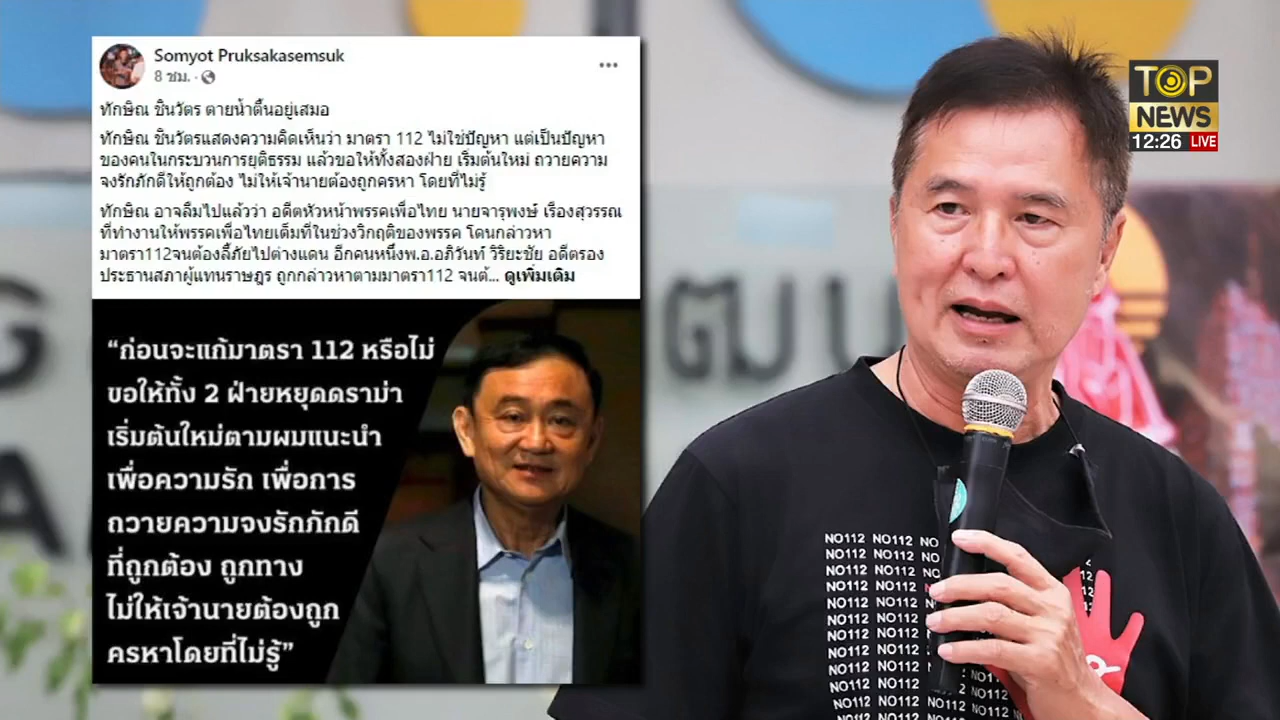 Somyot Pruksakasemsuk
8 ชม.
ทักษิณ ชินวัตร ตายน้ำตื้นอยู่เสมอ
ทักษิณ ชินวัตรแสดงความคิดเห็นว่า มาตรา 112 ไม่ใช่ปัญหา แต่เป็นปัญหา
ของคนในกระบวนการยุติธรรม แล้วขอให้ทั้งสองฝ่าย เริ่มต้นใหม่ ถวายความ
จงรักภักดีให้ถูกต้อง ไม่ให้เจ้านายต้องถูกครหา โดยที่ไม่รู้
ทักษิณ อาจลืมไปแล้วว่า อดีตหัวหน้าพรรคเพื่อไทย นายจารุพงษ์ เรืองสุวรรณ
ที่ทำงานให้พรรคเพื่อไทยเต็มที่ในช่วงวิกฤติของพรรค โดนกล่าวหา
มาตรา112จนต้องลี้ภัยไปต่างแดน อีกคนหนึ่งพ.อ.อภิวันท์ วิริยะชัย อดีตรอง
ประธานสภาผู้แทนราษฎร ถูกกล่าวหาตามมาตรา112 จนต้... ดูเพิ่มเติม
“ก่อนจะแก้มาตรา 112 หรือไม่
ขอให้ทั้ง 2 ฝ่ายหยุดดราม่า
เริ่มต้นใหม่ตามผมแนะนำ
เพื่อความรัก เพื่อการ
ถวายความจงรักภักดี
ที่ถูกต้อง ถูกทาง
ไม่ให้เจ้านายต้องถูก
ครหาโดยที่ไม่รู้”
TOP
NEWS
12:26 LIVE
NO112 NO112 NO
NO112 NO112 NO
NO112 NO112 NO
NO112 NO112
NO112 NO112
NO112 NO112
NO112 NO112
NO112 NO112
NO112 NO112
NO112 NO112
NO112 NO112 NO112
NO112 NO112 NO112
NO112 NO112 NO112